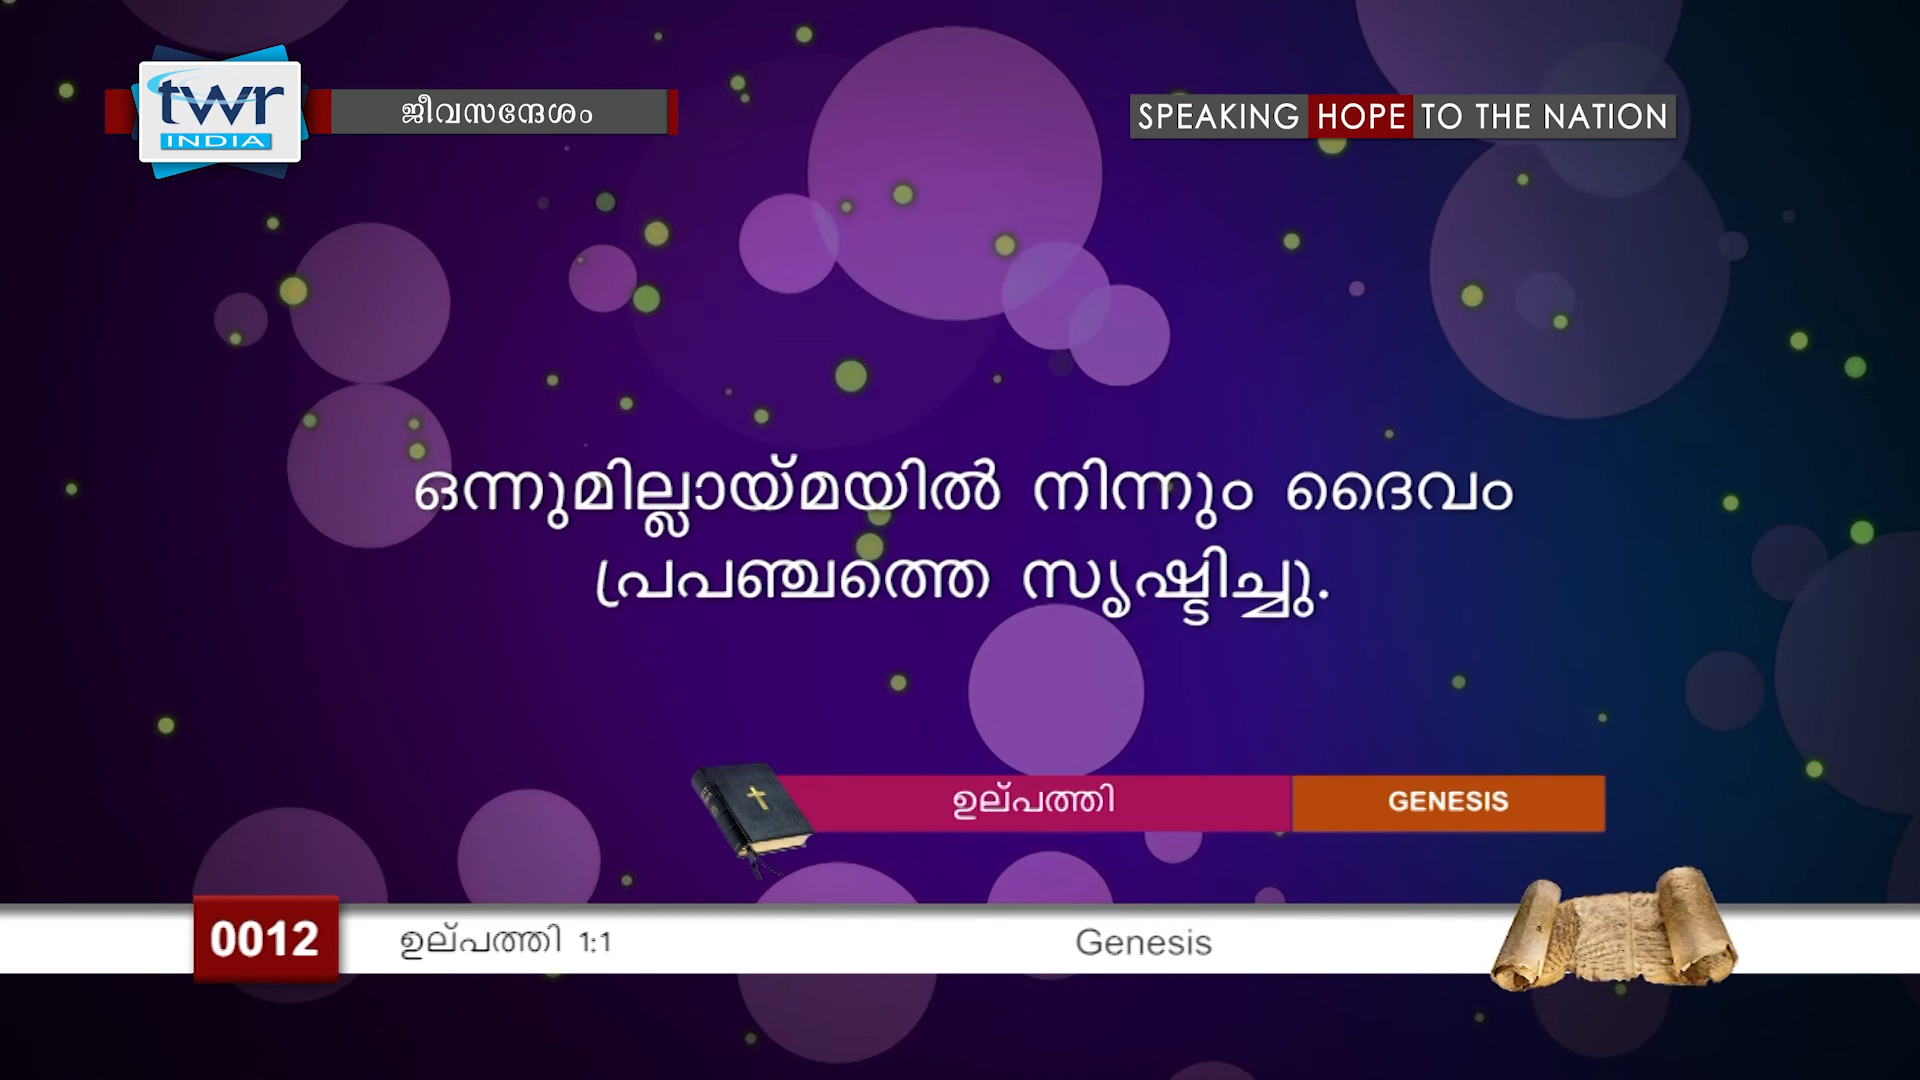 twr
INDIA
ജീവസന്ദേശം
SPEAKING HOPE TO THE NATION
ഒന്നുമില്ലായ്മയിൽ നിന്നും ദൈവം
പ്രപഞ്ചത്തെ സൃഷ്ടിച്ചു.
ഉല്പത്തി
GENESIS
0012
ഉല്പത്തി 1:1
Genesis